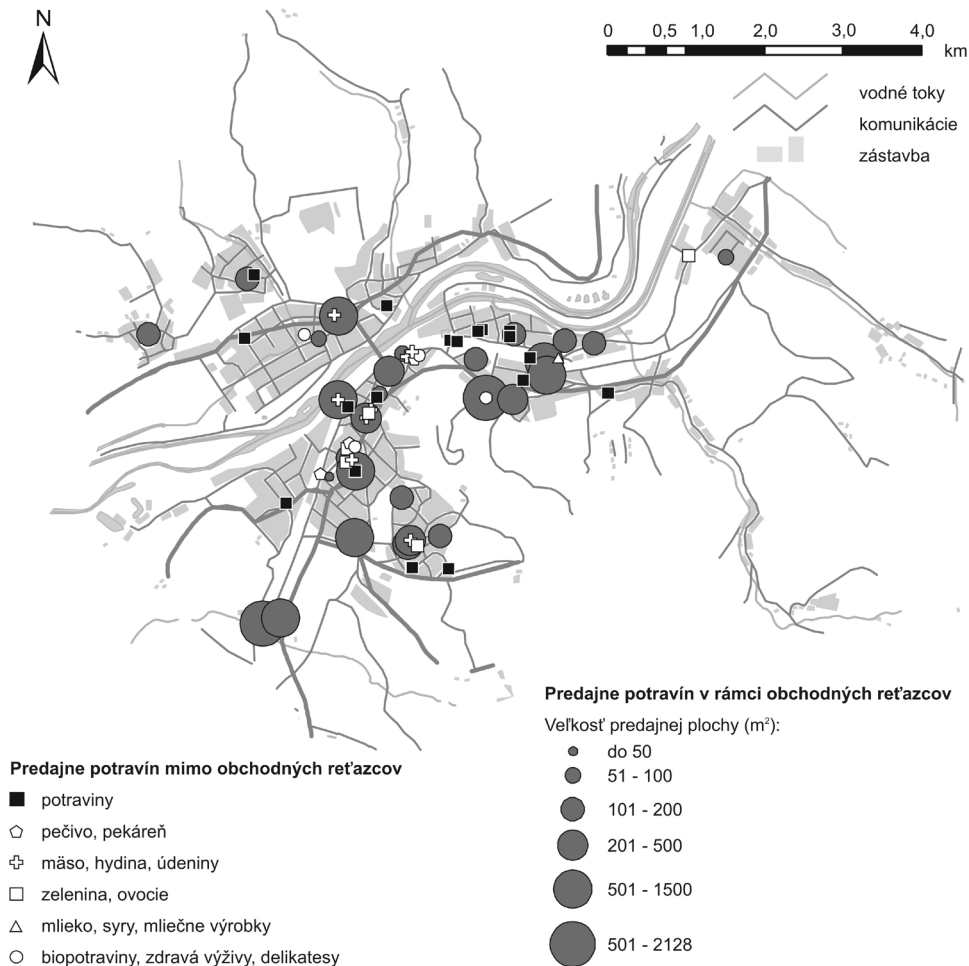 N
0 0,5 1,0 2,0 3,0 4,0
km
vodné toky
komunikácie
zástavba
Predajne potravín v rámci obchodných reťazcov
Veľkosť predajnej plochy (m²):
do 50
51 - 100
101 - 200
201 - 500
501 - 1500
501 - 2128
Predajne potravín mimo obchodných reťazcov
potraviny
pečivo, pekáreň
mäso, hydina, údeniny
zelenina, ovocie
mlieko, syry, mliečne výrobky
biopotraviny, zdravá výživy, delikatesy